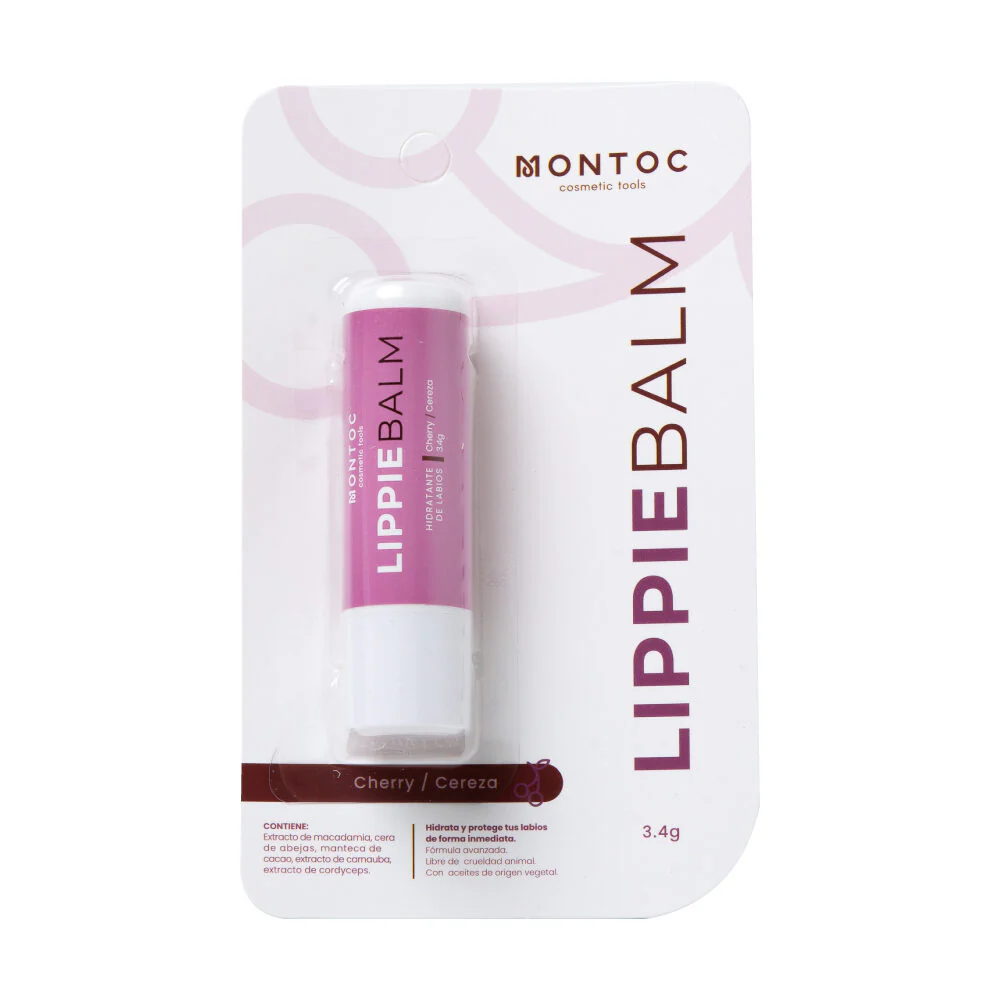 MONTOC
cosmetic tools
LIPPIEBALM
MONTOC
cosmetic tools
LIPPIEBALM
HIDRATANTE
DE LABIOS
Cherry / Cereza
3.4g
Cherry / Cereza
CONTIENE:
Extracto de macadamia, cera
de abejas, manteca de
cacao, extracto de carnauba,
extracto de cordyceps.
Hidrata y protege tus labios
de forma inmediata.
Fórmula avanzada.
Libre de crueldad animal.
Con aceites de origen vegetal.
3.4g